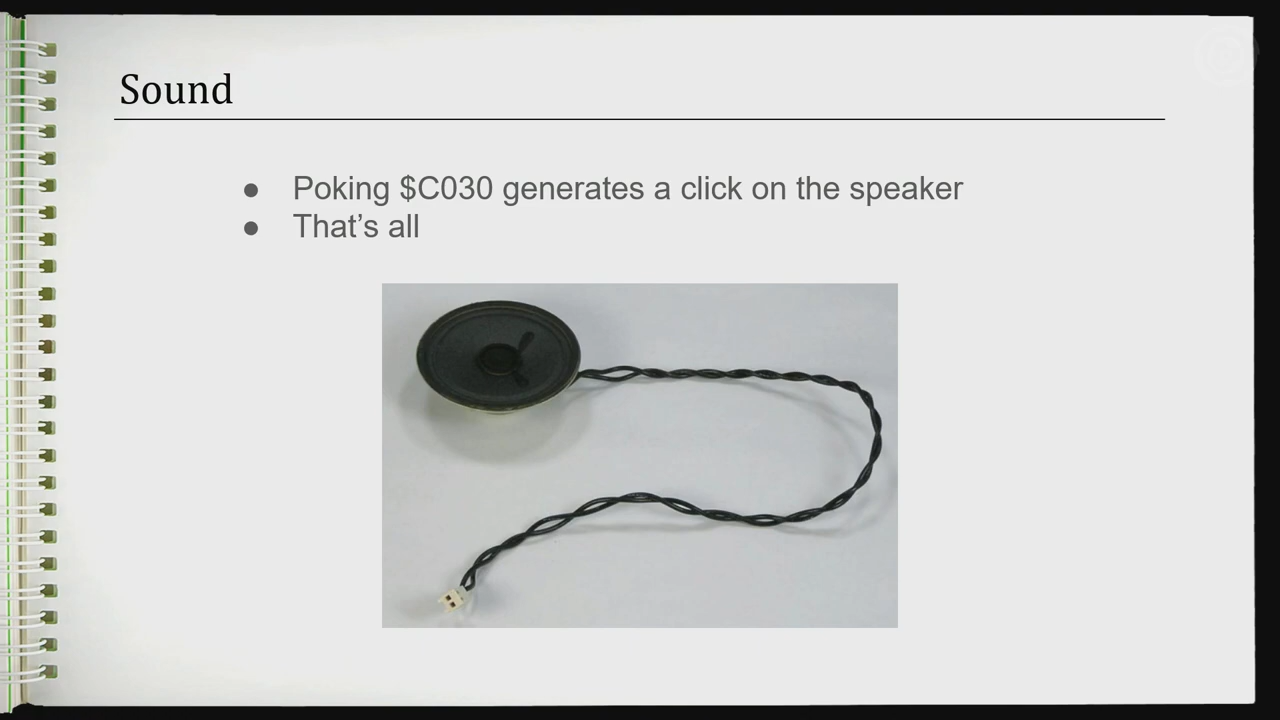 Sound
● Poking $C030 generates a click on the speaker
● That’s all